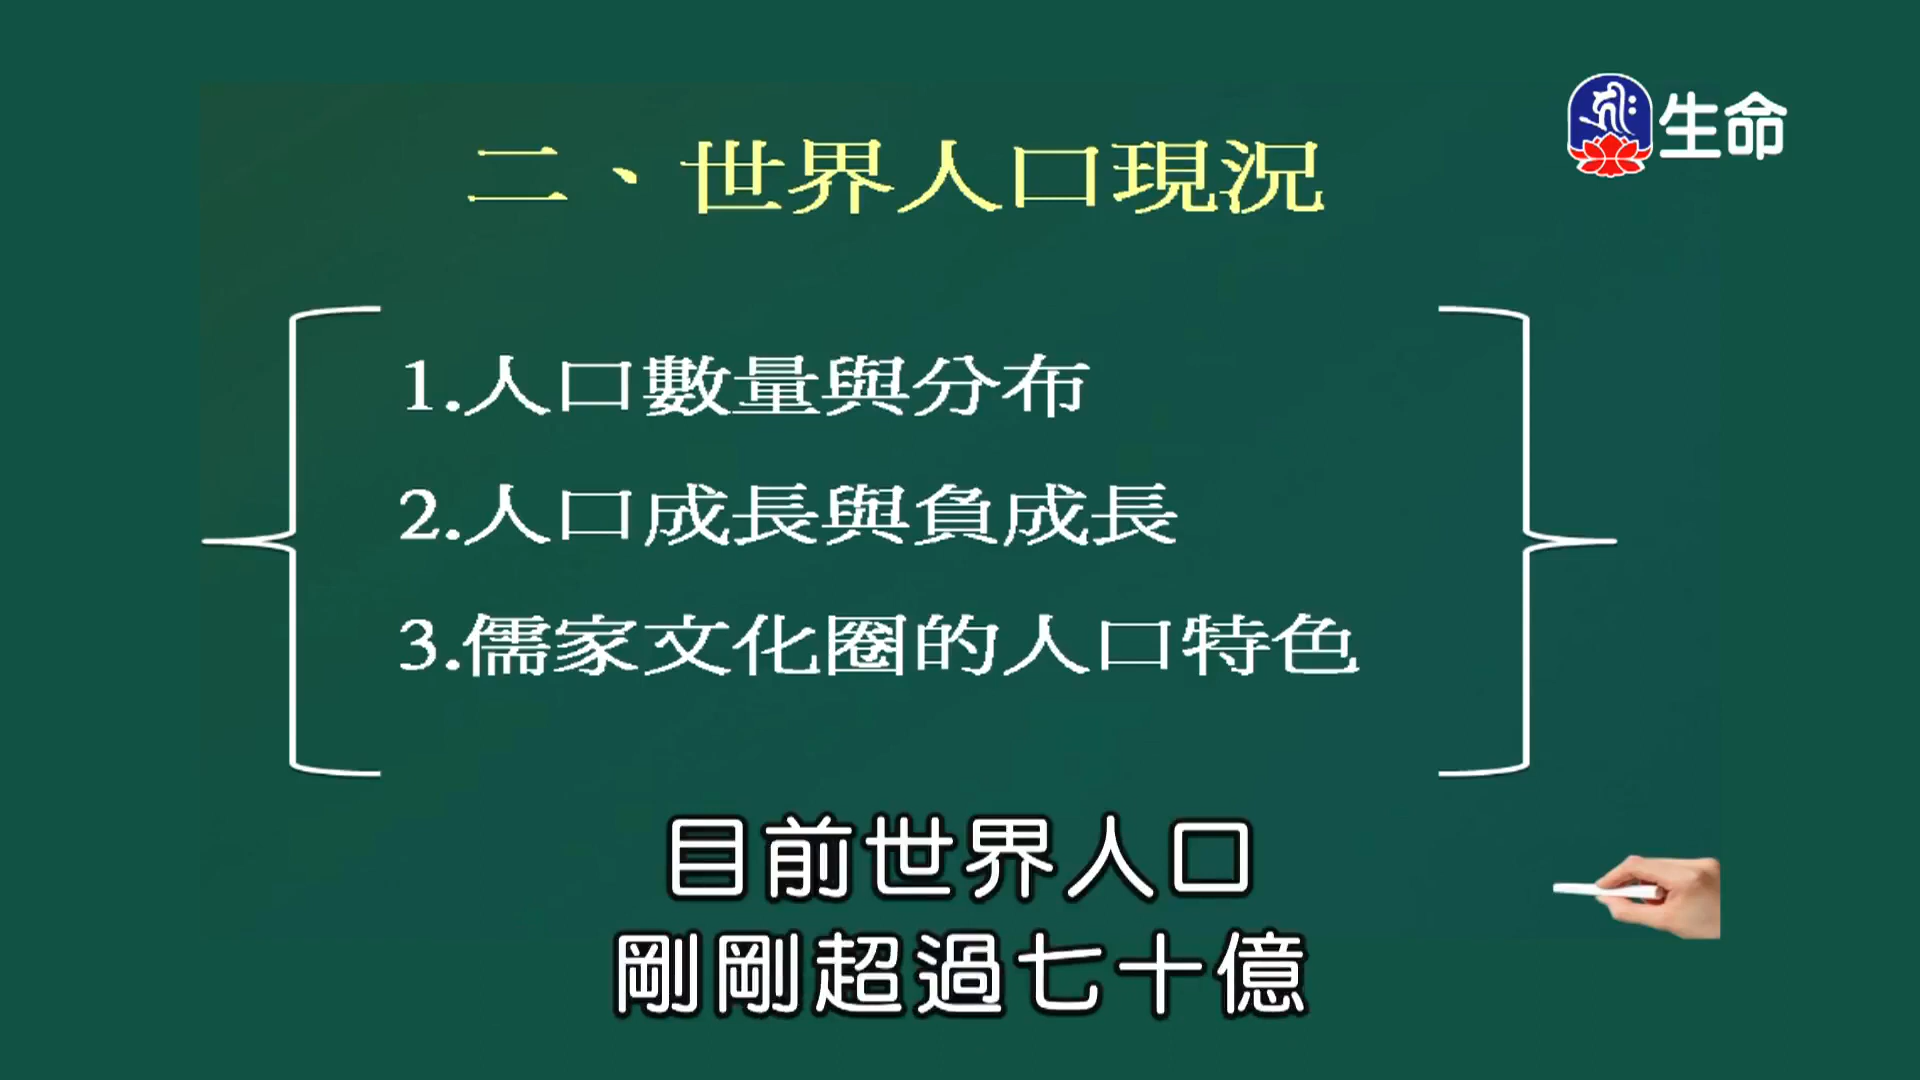 生命
二、世界人口現況
1.人口數量與分布
2.人口成長與負成長
3.儒家文化圈的人口特色
目前世界人口
剛剛超過七十億